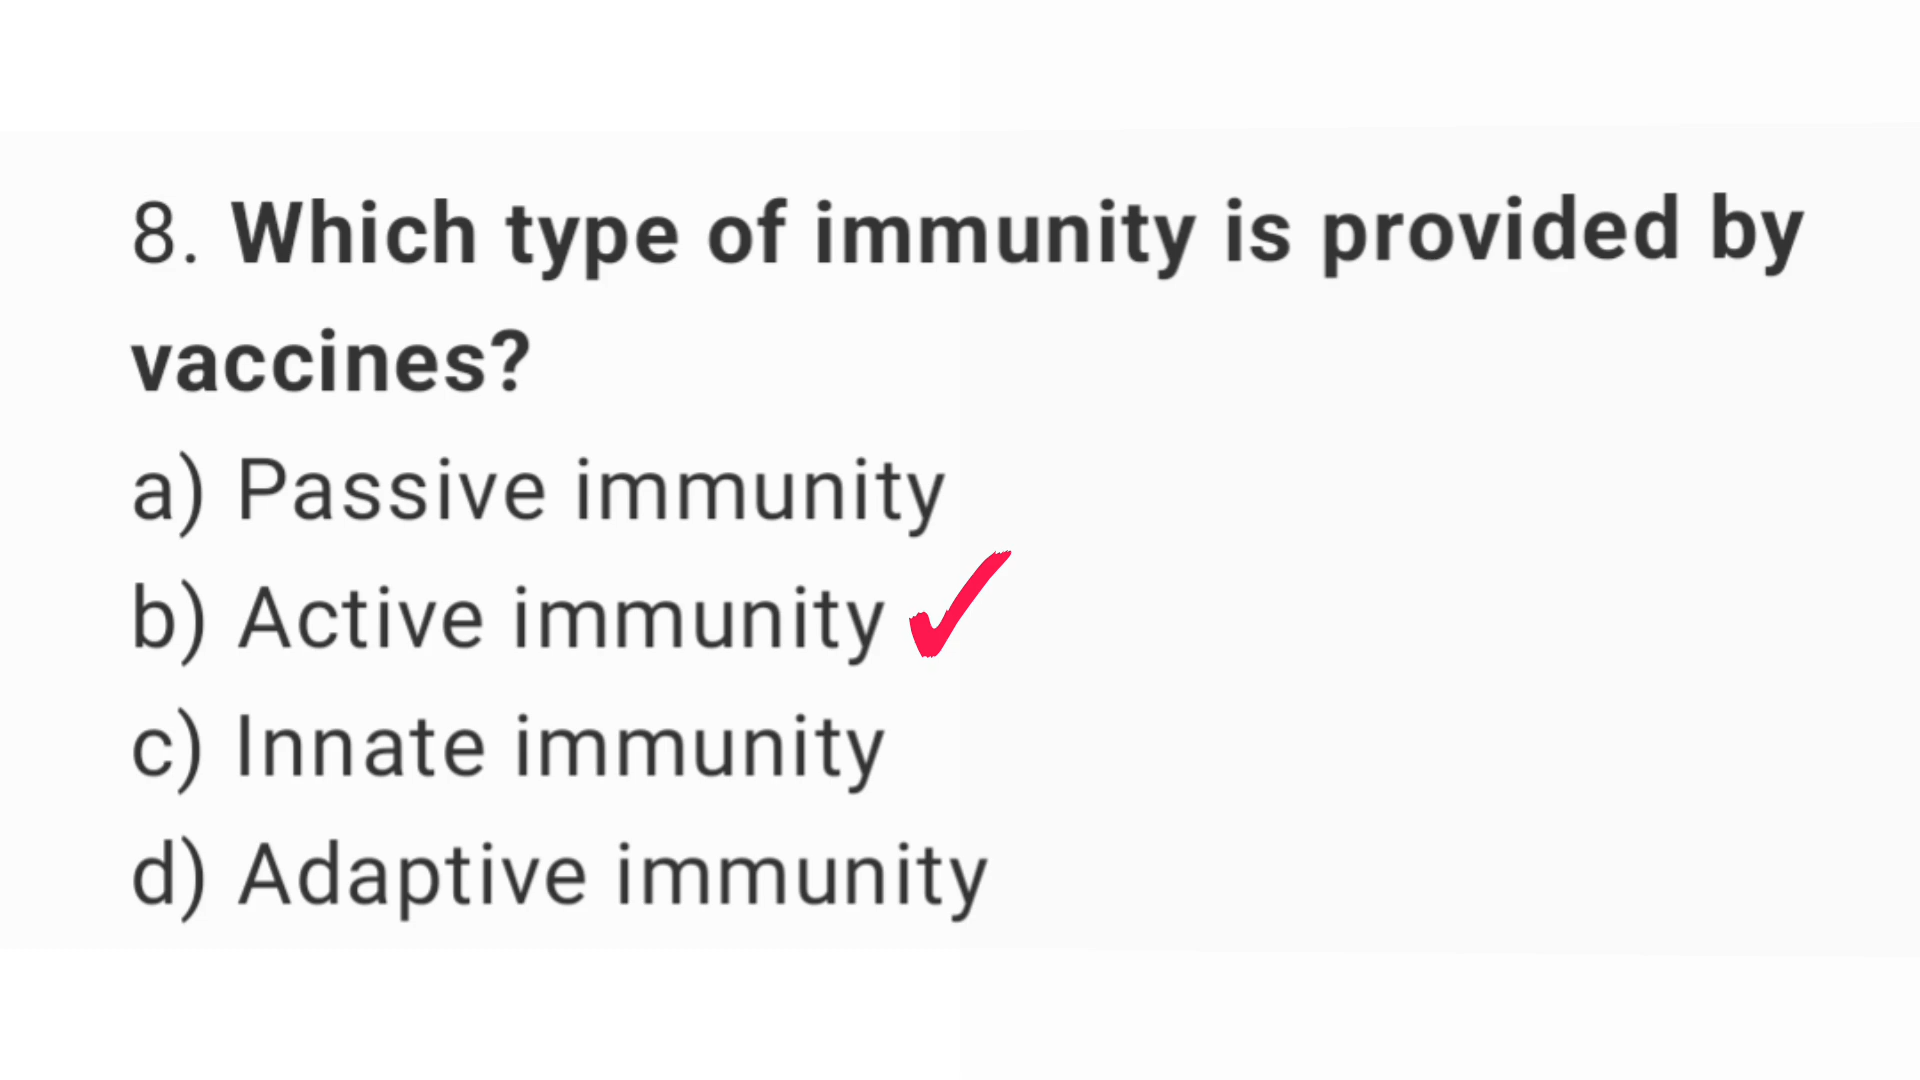 8. Which type of immunity is provided by
vaccines?
a) Passive immunity
b) Active immunity
c) Innate immunity
d) Adaptive immunity